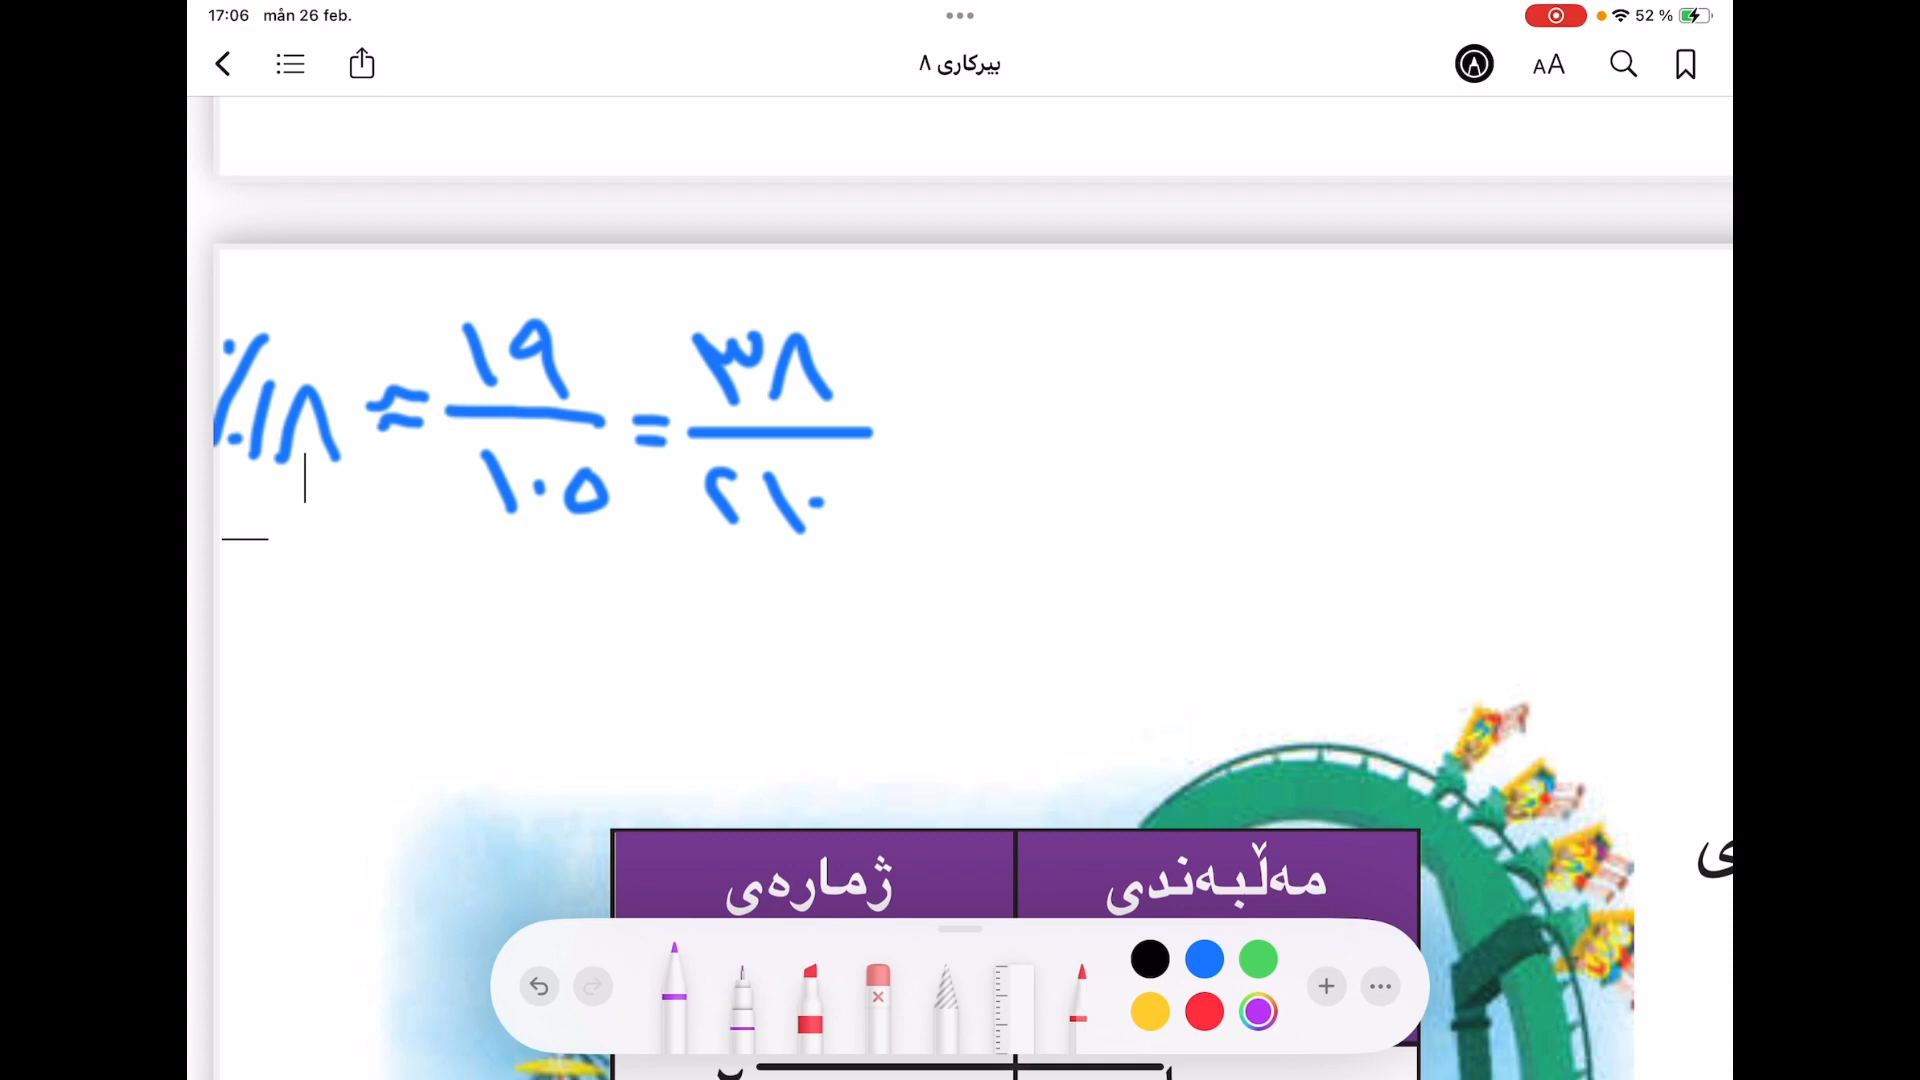 17:06 mån 26 feb.
52 %
بیرکاری ٨
AA
٪١٨ ≈ ١٩/١٠٥ = ٣٨/٢١٠
ژمارەی
مەڵبەندی
ی